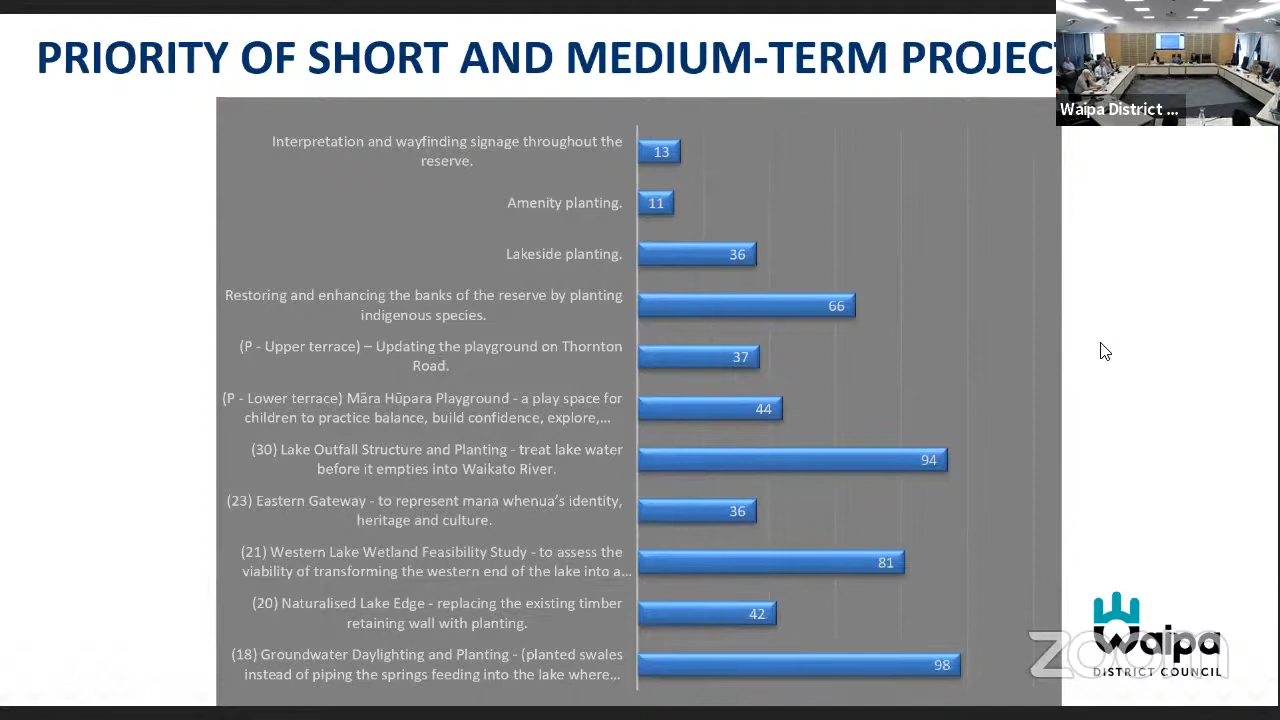 PRIORITY OF SHORT AND MEDIUM-TERM PROJEC
Waipa District ...
Interpretation and wayfinding signage throughout the
reserve.
13
Amenity planting.
11
Lakeside planting.
36
Restoring and enhancing the banks of the reserve by planting
indigenous species.
66
(P - Upper terrace) – Updating the playground on Thornton
Road.
37
(P - Lower terrace) Māra Hūpara Playground - a play space for
children to practice balance, build confidence, explore,...
44
(30) Lake Outfall Structure and Planting - treat lake water
before it empties into Waikato River.
94
(23) Eastern Gateway - to represent mana whenua's identity,
heritage and culture.
36
(21) Western Lake Wetland Feasibility Study - to assess the
viability of transforming the western end of the lake into a...
81
(20) Naturalised Lake Edge - replacing the existing timber
retaining wall with planting.
42
(18) Groundwater Daylighting and Planting - (planted swales
instead of piping the springs feeding into the lake where...
98
Waipa
DISTRICT COUNCIL
zoom